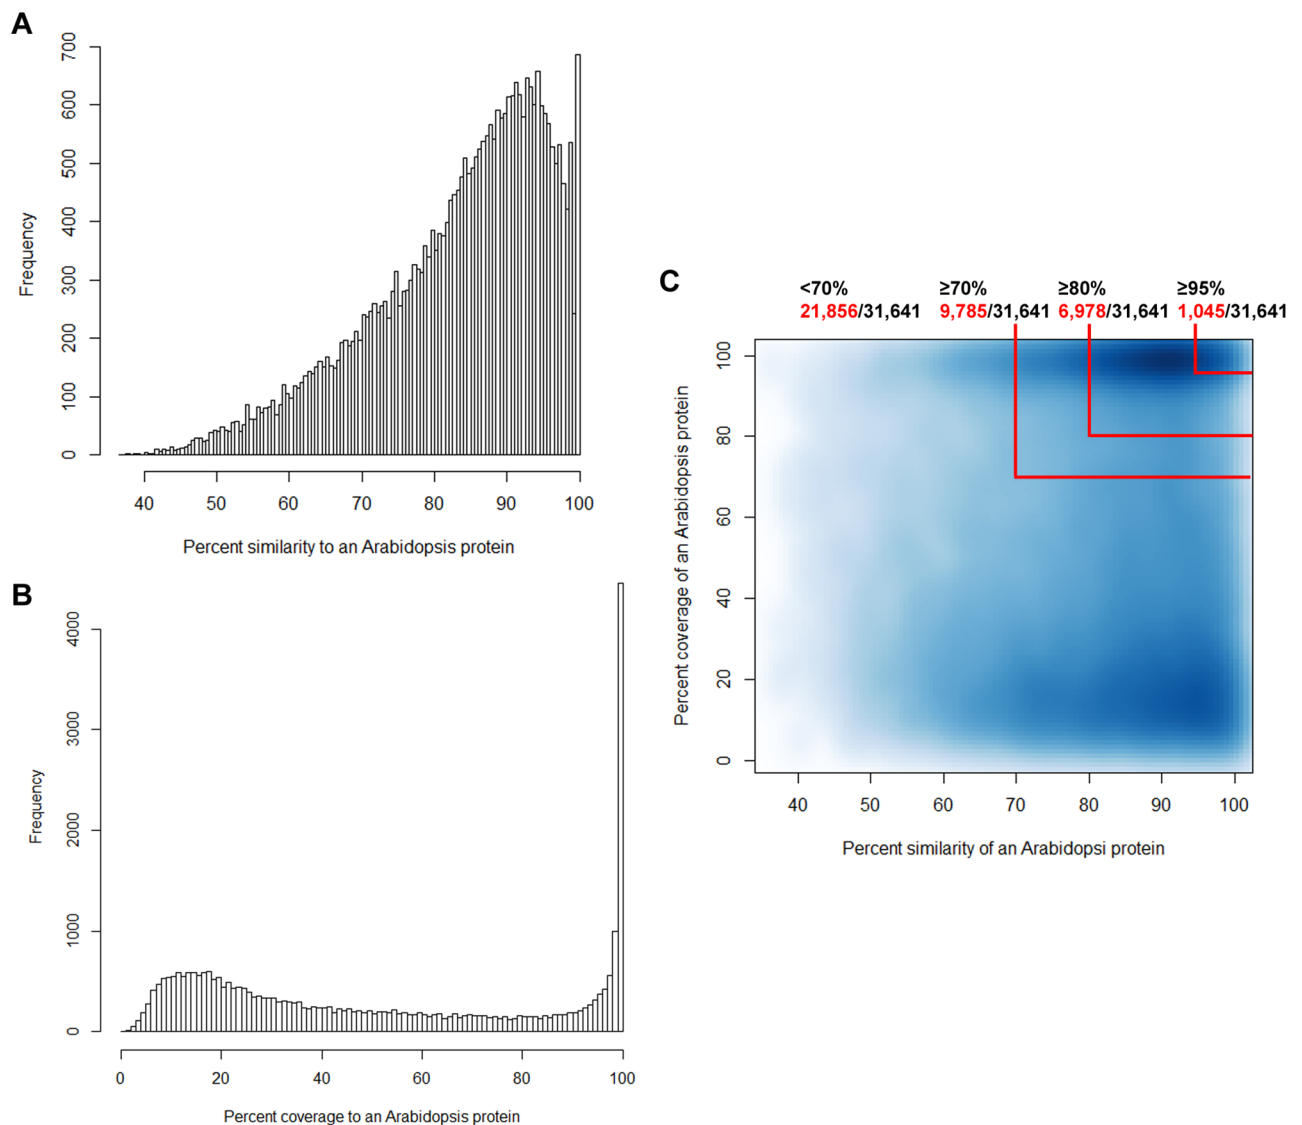 A
700
600
500
400
300
200
100
0
Frequency
40 50 60 70 80 90 100
Percent similarity to an Arabidopsis protein
B
4000
3000
2000
1000
0
Frequency
0 20 40 60 80 100
Percent coverage to an Arabidopsis protein
C
<70% ≥70% ≥80% ≥95%
21,856/31,641 9,785/31,641 6,978/31,641 1,045/31,641
100
80
60
40
20
0
Percent coverage of an Arabidopsis protein
40 50 60 70 80 90 100
Percent similarity of an Arabidopsi protein